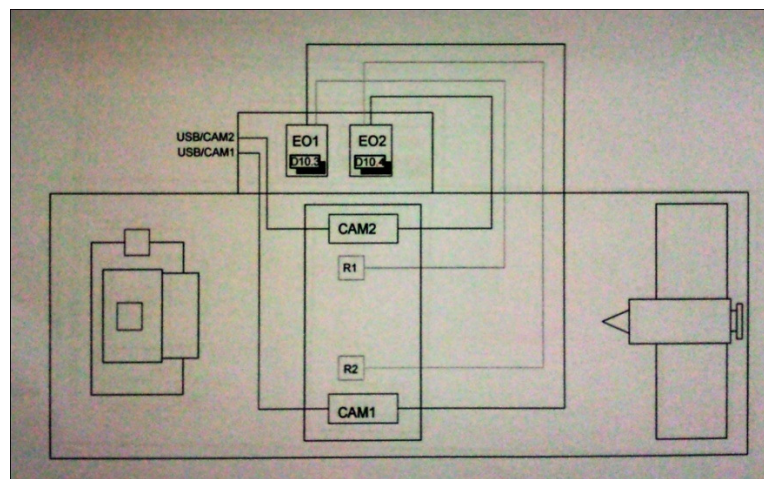 USB/CAM2
USB/CAM1
EO1
D10.3
EO2
D10.4
CAM2
R1
R2
CAM1